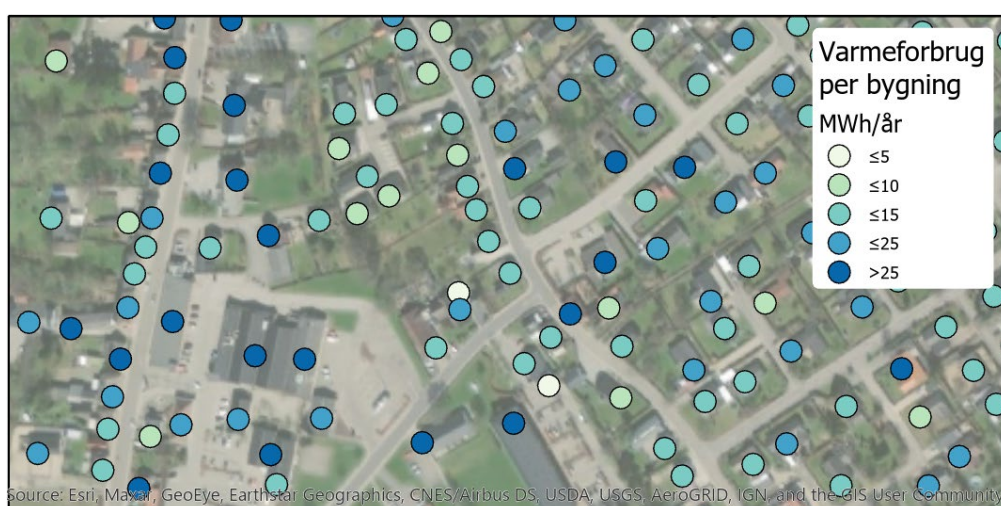 Varmeforbrug
per bygning
MWh/år
≤5
≤10
≤15
≤25
>25
Source: Esri, Maxar, GeoEye, Earthstar Geographics, CNES/Airbus DS, USDA, USGS, AeroGRID, IGN, and the GIS User Community